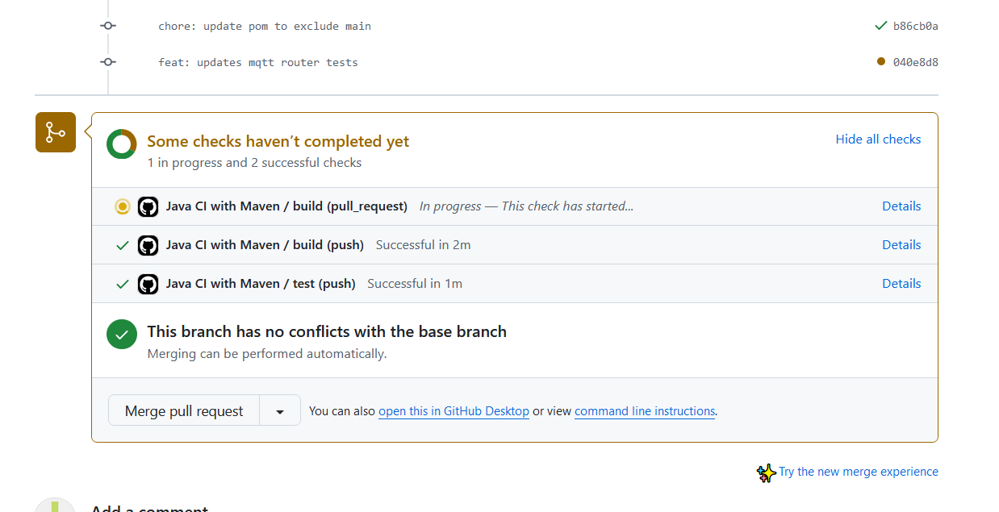 chore: update pom to exclude main b86cb0a
feat: updates mqtt router tests 040e8d8
Some checks haven’t completed yet Hide all checks
1 in progress and 2 successful checks
Java CI with Maven / build (pull_request) In progress — This check has started... Details
Java CI with Maven / build (push) Successful in 2m Details
Java CI with Maven / test (push) Successful in 1m Details
This branch has no conflicts with the base branch
Merging can be performed automatically.
Merge pull request You can also open this in GitHub Desktop or view command line instructions.
Try the new merge experience
Add a comment